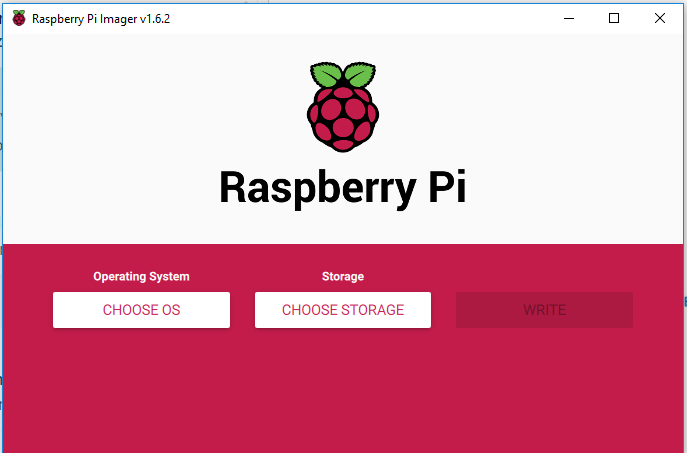 Raspberry Pi Imager v1.6.2
Raspberry Pi
Operating System
Storage
CHOOSE OS
CHOOSE STORAGE
WRITE